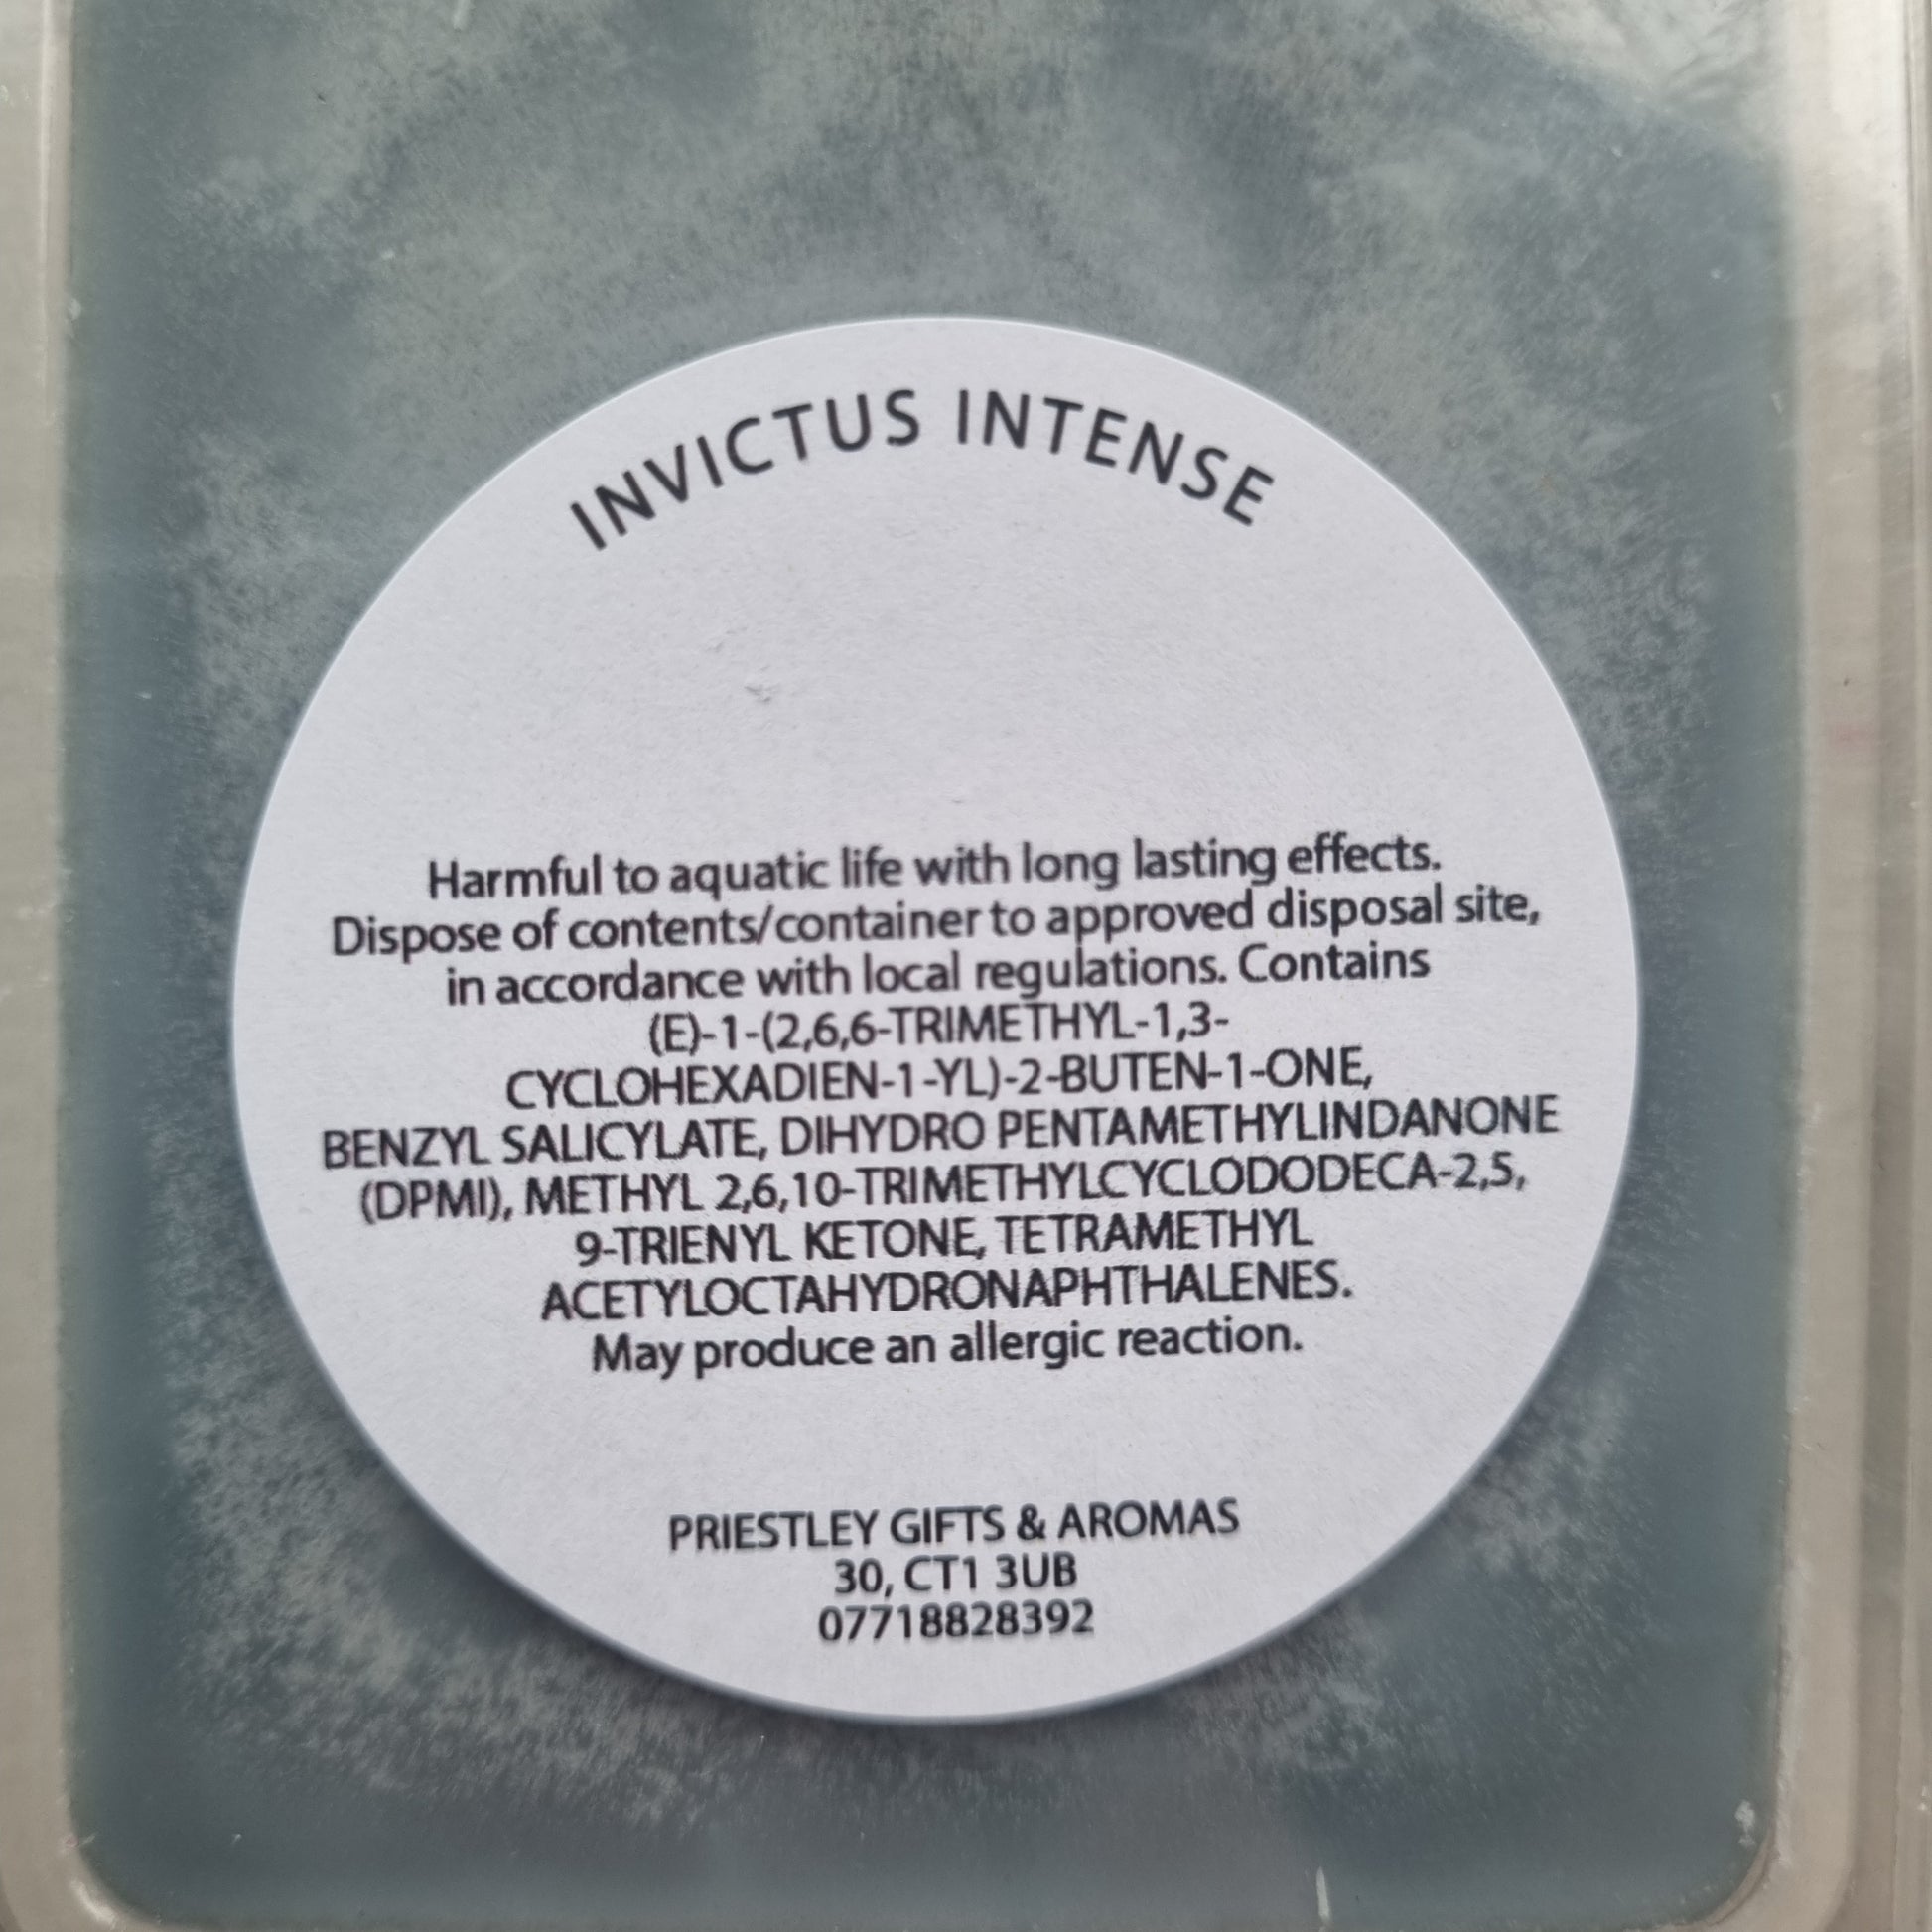 INVICTUS INTENSE
Harmful to aquatic life with long lasting effects.
Dispose of contents/container to approved disposal site,
in accordance with local regulations. Contains
(E)-1-(2,6,6-TRIMETHYL-1,3-
CYCLOHEXADIEN-1-YL)-2-BUTEN-1-ONE,
BENZYL SALICYLATE, DIHYDRO PENTAMETHYLINDANONE
(DPMI), METHYL 2,6,10-TRIMETHYLCYCLODODECA-2,5,
9-TRIENYL KETONE, TETRAMETHYL
ACETYLOCTAHYDRONAPHTHALENES.
May produce an allergic reaction.
PRIESTLEY GIFTS & AROMAS
30, CT1 3UB
07718828392